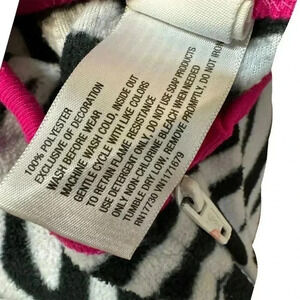 100% POLYESTER
EXCLUSIVE OF DECORATION
WASH BEFORE WEAR
MACHINE WASH COLD, INSIDE OUT
GENTLE CYCLE WITH LIKE COLORS
TO RETAIN FLAME RESISTANCE
USE DETERGENT ONLY. DO NOT USE SOAP PRODUCTS
ONLY NON-CHLORINE BLEACH WHEN NEEDED
TUMBLE DRY LOW, REMOVE PROMPTLY, DO NOT IRON
RN17730 VN1171679